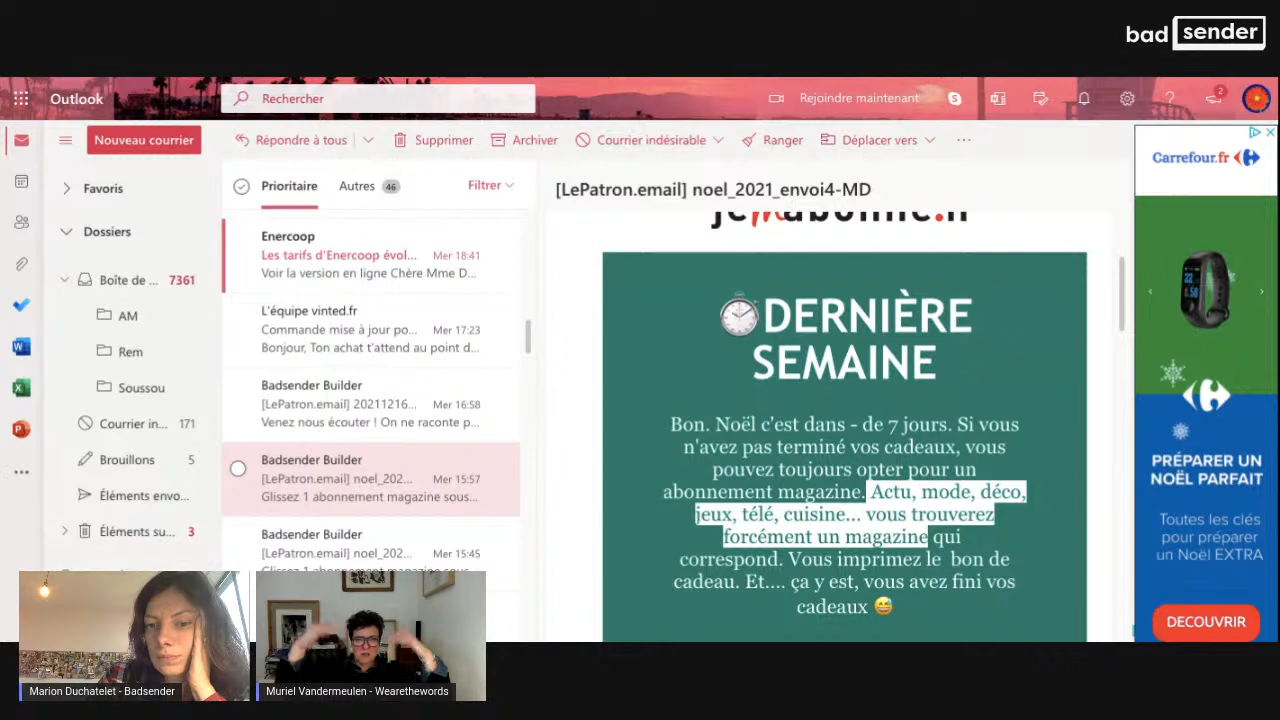 bad sender
Outlook
Rechercher
Rejoindre maintenant
2
Nouveau courrier
Répondre à tous
Supprimer
Archiver
Courrier indésirable
Ranger
Déplacer vers
Favoris
Dossiers
Boîte de ... 7361
AM
Rem
Soussou
Courrier in... 171
Brouillons 5
Éléments envo...
Éléments su... 3
Prioritaire
Autres 46
Filtrer
Enercoop
Les tarifs d'Enercoop évol... Mer 18:41
Voir la version en ligne Chère Mme D...
L'équipe vinted.fr
Commande mise à jour po... Mer 17:23
Bonjour, Ton achat t'attend au point d...
Badsender Builder
[LePatron.email] 20211216... Mer 16:58
Venez nous écouter ! On ne raconte p...
Badsender Builder
[LePatron.email] noel_202... Mer 15:57
Glissez 1 abonnement magazine sous...
Badsender Builder
[LePatron.email] noel_202... Mer 15:45
Glissez 1 abonnement magazine sous...
[LePatron.email] noel_2021_envoi4-MD
DERNIÈRE
SEMAINE
Bon. Noël c'est dans - de 7 jours. Si vous
n'avez pas terminé vos cadeaux, vous
pouvez toujours opter pour un
abonnement magazine. Actu, mode, déco,
jeux, télé, cuisine... vous trouverez
forcément un magazine qui
correspond. Vous imprimez le bon de
cadeau. Et.... ça y est, vous avez fini vos
cadeaux 😅
Carrefour.fr
PRÉPARER UN
NOËL PARFAIT
Toutes les clés
pour préparer
un Noël EXTRA
DECOUVRIR
Marion Duchatelet - Badsender
Muriel Vandermeulen - Wearethewords